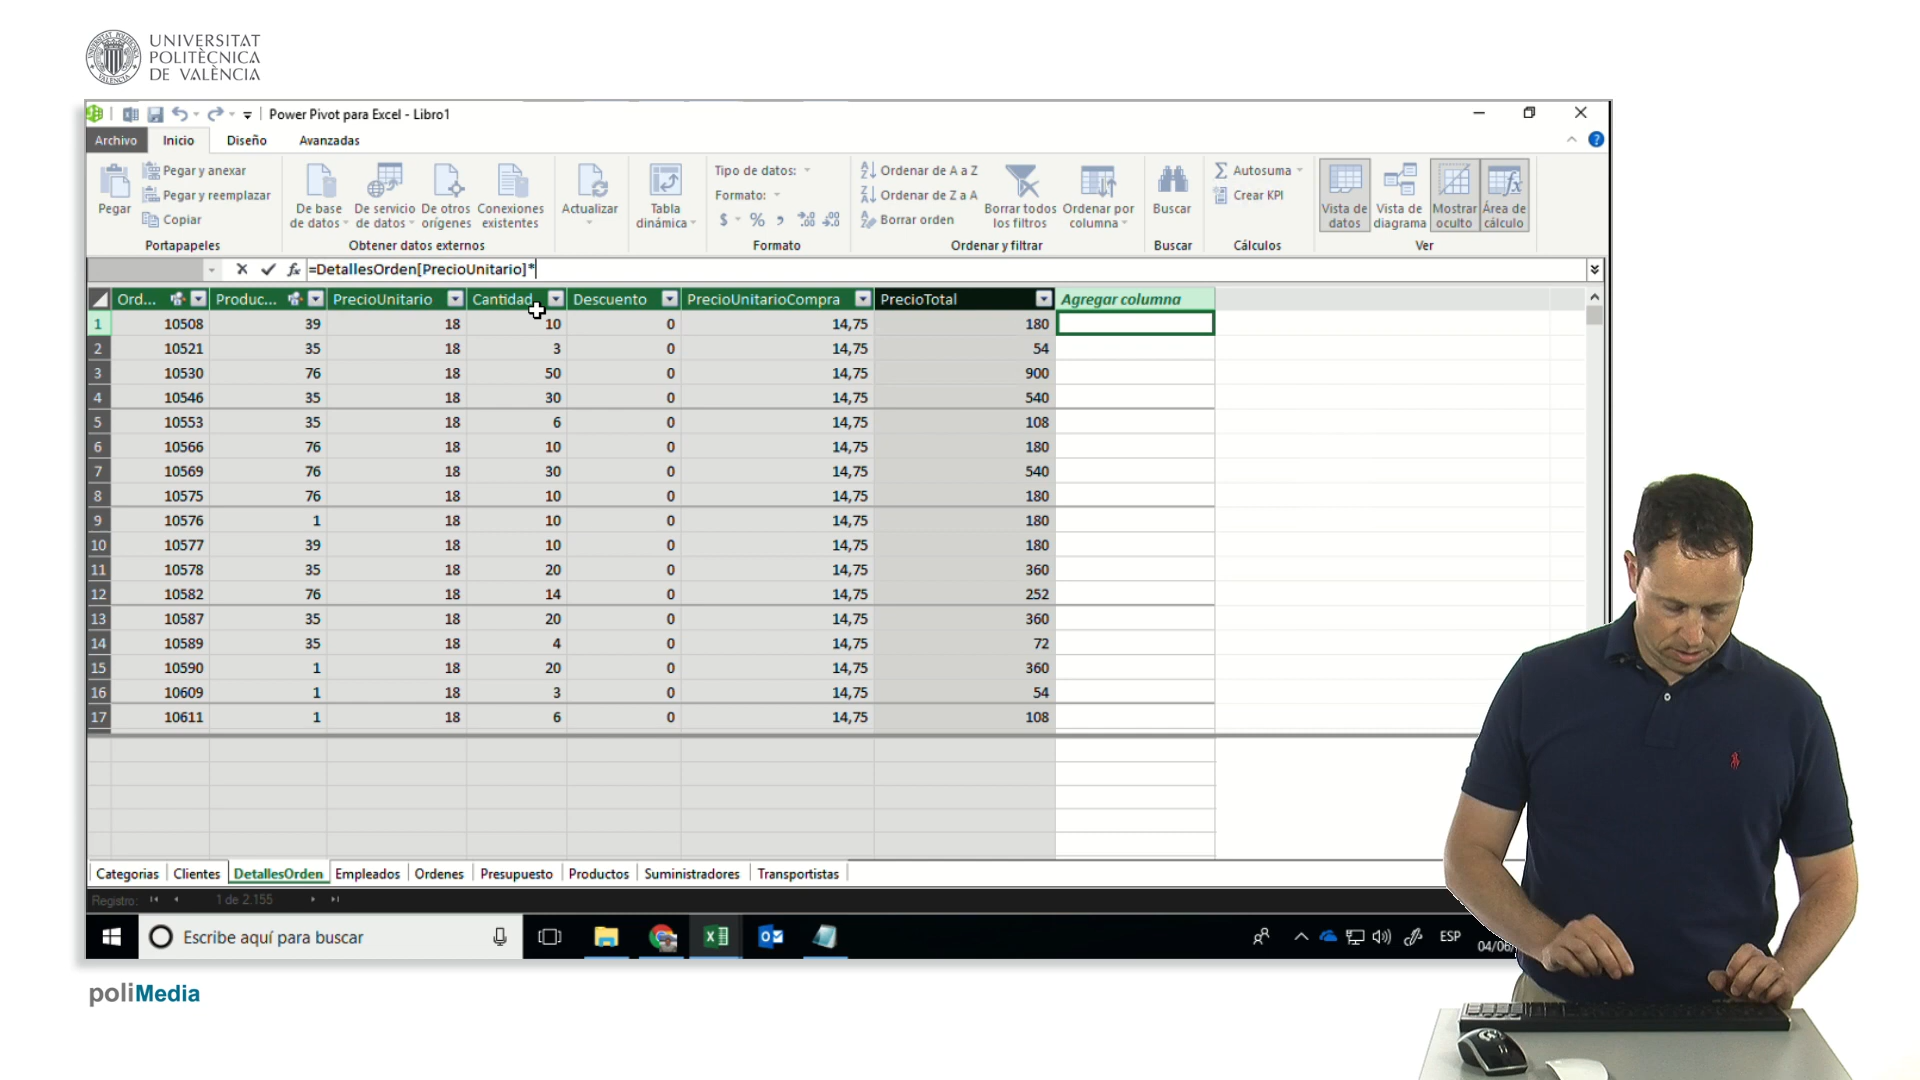 UNIVERSITAT
POLITÈCNICA
DE VALÈNCIA
Power Pivot para Excel - Libro1
Archivo Inicio Diseño Avanzadas
Pegar
Pegar y anexar
Pegar y reemplazar
Copiar
Portapapeles
De base de datos
De servicio de datos
De otros orígenes
Conexiones existentes
Obtener datos externos
Actualizar
Tabla dinámica
Tipo de datos:
Formato:
$ %
Formato
Ordenar de A a Z
Ordenar de Z a A
Borrar orden
Borrar todos los filtros
Ordenar por columna
Ordenar y filtrar
Buscar
Buscar
Autosuma
Crear KPI
Cálculos
Vista de datos
Vista de diagrama
Mostrar oculto
Área de cálculo
Ver
fx =DetallesOrden[PrecioUnitario]*
Ord... Produc... PrecioUnitario Cantidad Descuento PrecioUnitarioCompra PrecioTotal Agregar columna
1 10508 39 18 10 0 14,75 180
2 10521 35 18 3 0 14,75 54
3 10530 76 18 50 0 14,75 900
4 10546 35 18 30 0 14,75 540
5 10553 35 18 6 0 14,75 108
6 10566 76 18 10 0 14,75 180
7 10569 76 18 30 0 14,75 540
8 10575 76 18 10 0 14,75 180
9 10576 1 18 10 0 14,75 180
10 10577 39 18 10 0 14,75 180
11 10578 35 18 20 0 14,75 360
12 10582 76 18 14 0 14,75 252
13 10587 35 18 20 0 14,75 360
14 10589 35 18 4 0 14,75 72
15 10590 1 18 20 0 14,75 360
16 10609 1 18 3 0 14,75 54
17 10611 1 18 6 0 14,75 108
Categorias Clientes DetallesOrden Empleados Ordenes Presupuesto Productos Suministradores Transportistas
Registro: 1 de 2.155
Escribe aquí para buscar
ESP
04/06/
poliMedia